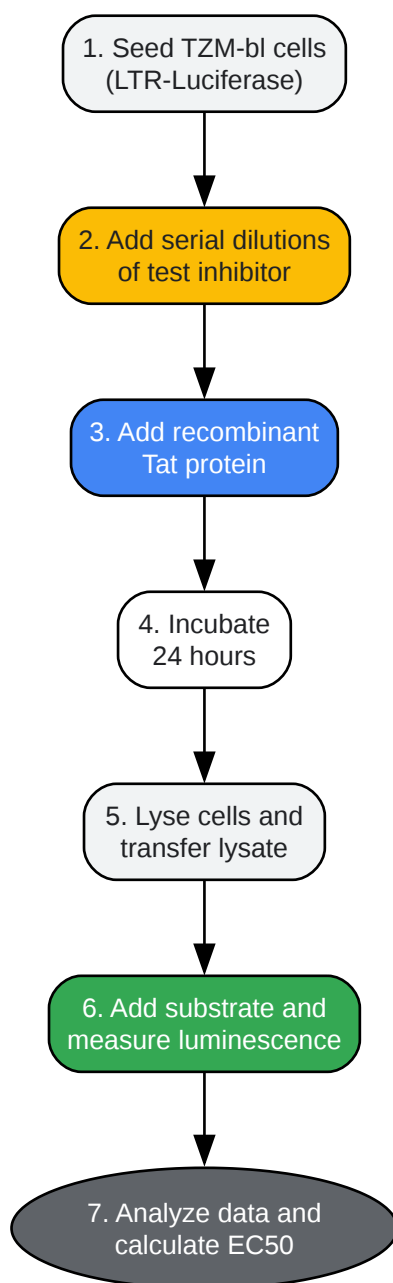 1. Seed TZM-bl cells
(LTR-Luciferase)
2. Add serial dilutions
of test inhibitor
3. Add recombinant
Tat protein
4. Incubate
24 hours
5. Lyse cells and
transfer lysate
6. Add substrate and
measure luminescence
7. Analyze data and
calculate EC50